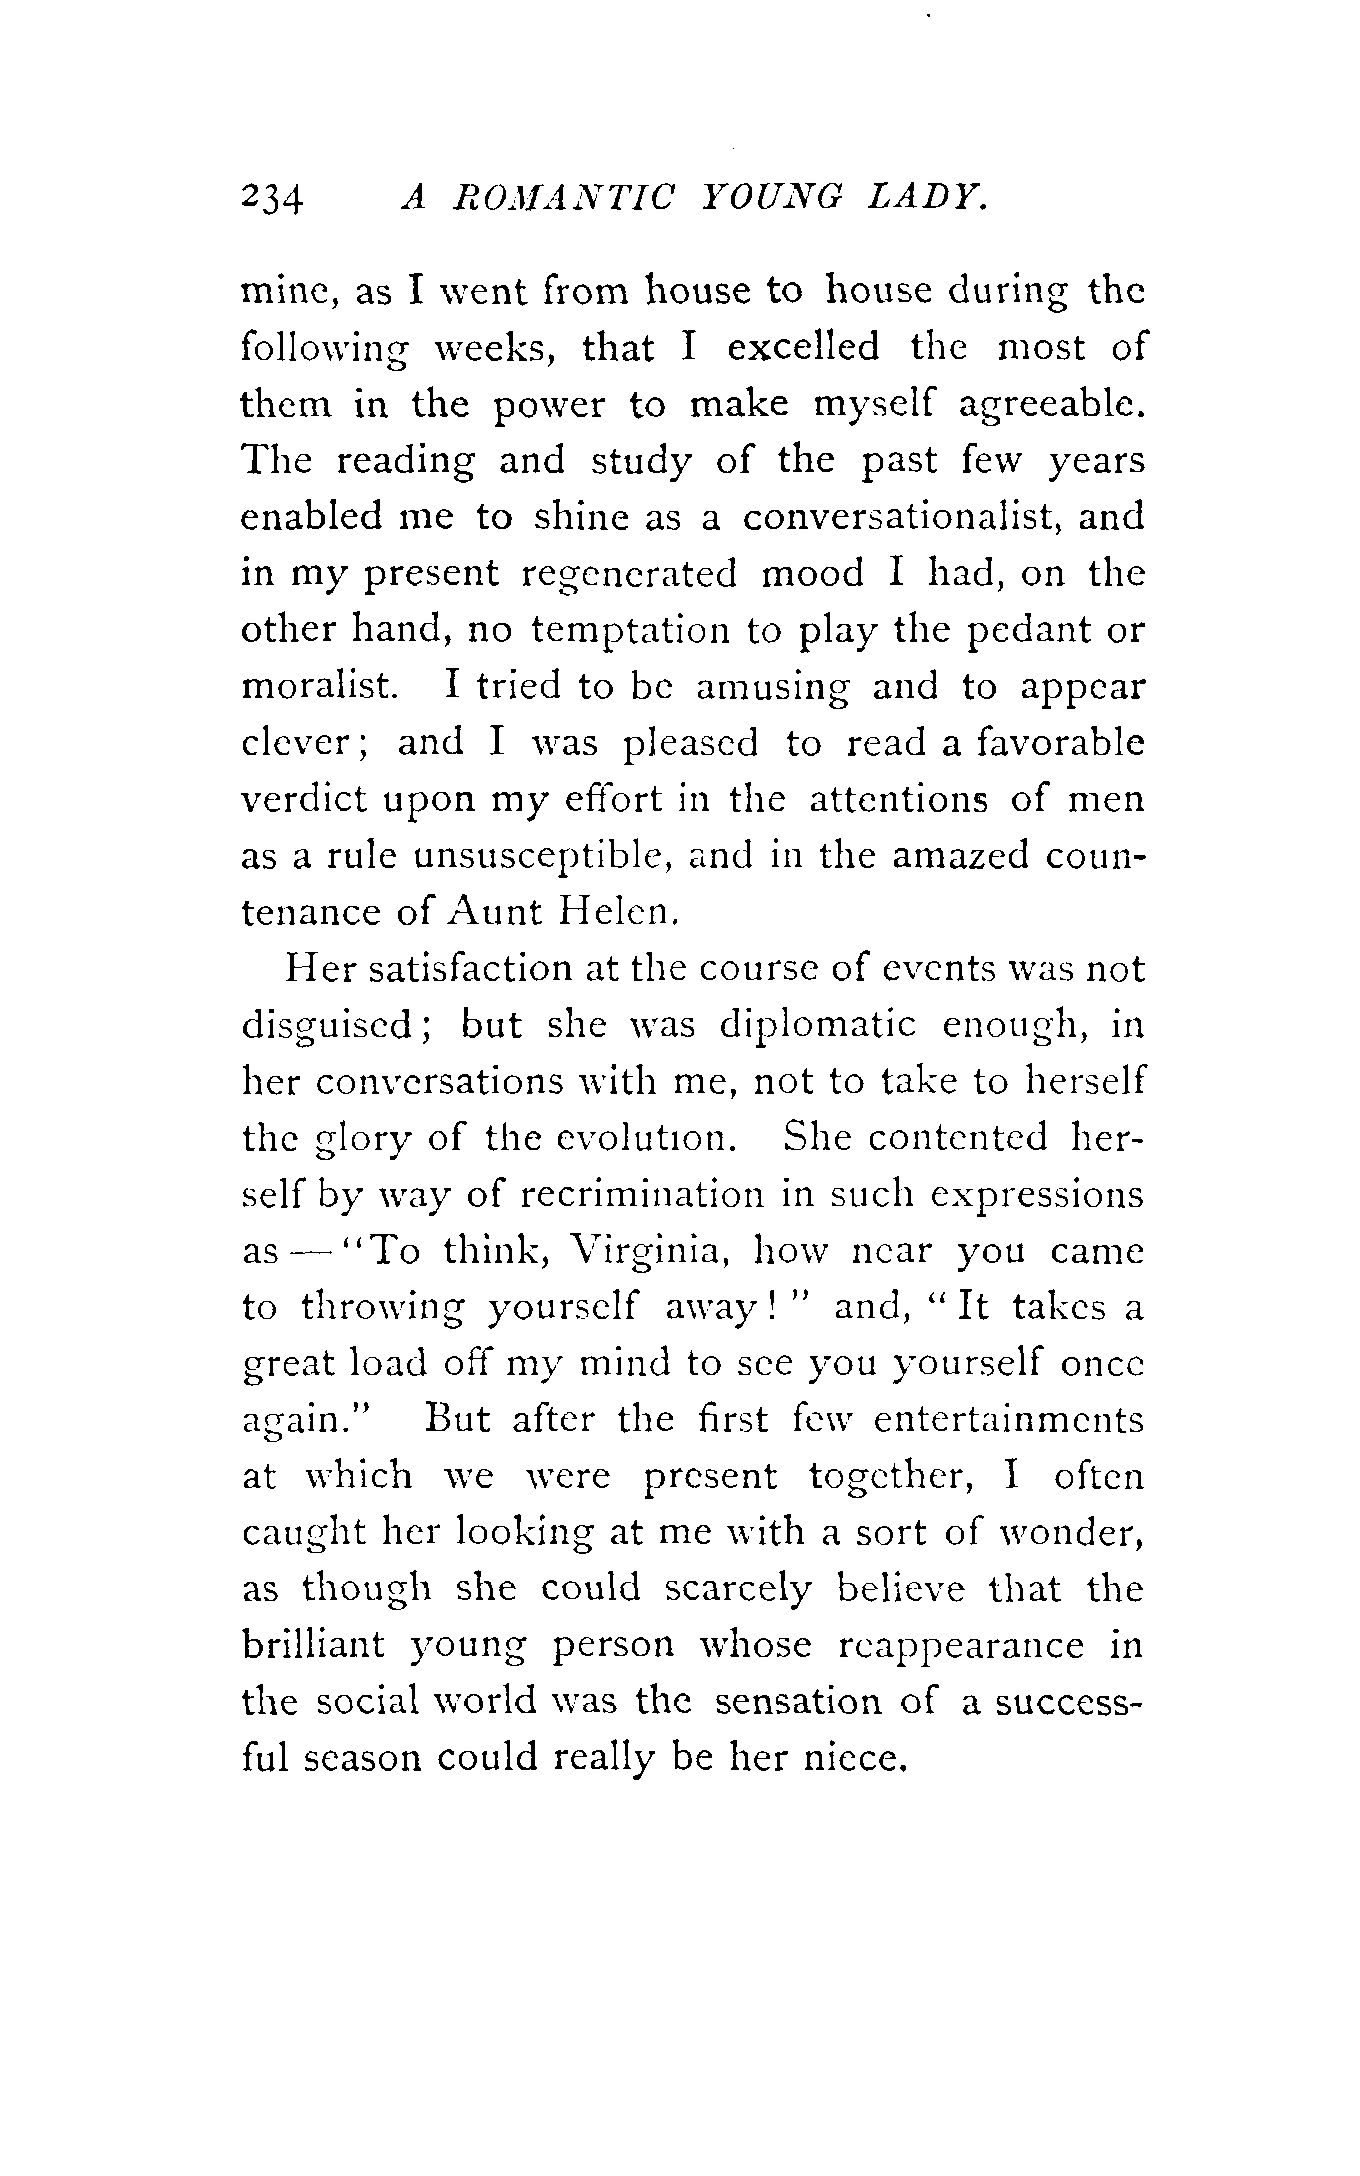 234 A ROMANTIC YOUNG LADY.
mine, as I went from house to house during the
following weeks, that I excelled the most of
them in the power to make myself agreeable.
The reading and study of the past few years
enabled me to shine as a conversationalist, and
in my present regenerated mood I had, on the
other hand, no temptation to play the pedant or
moralist. I tried to be amusing and to appear
clever; and I was pleased to read a favorable
verdict upon my effort in the attentions of men
as a rule unsusceptible, and in the amazed coun-
tenance of Aunt Helen.
Her satisfaction at the course of events was not
disguised; but she was diplomatic enough, in
her conversations with me, not to take to herself
the glory of the evolution. She contented her-
self by way of recrimination in such expressions
as — "To think, Virginia, how near you came
to throwing yourself away!" and, "It takes a
great load off my mind to see you yourself once
again." But after the first few entertainments
at which we were present together, I often
caught her looking at me with a sort of wonder,
as though she could scarcely believe that the
brilliant young person whose reappearance in
the social world was the sensation of a success-
ful season could really be her niece.